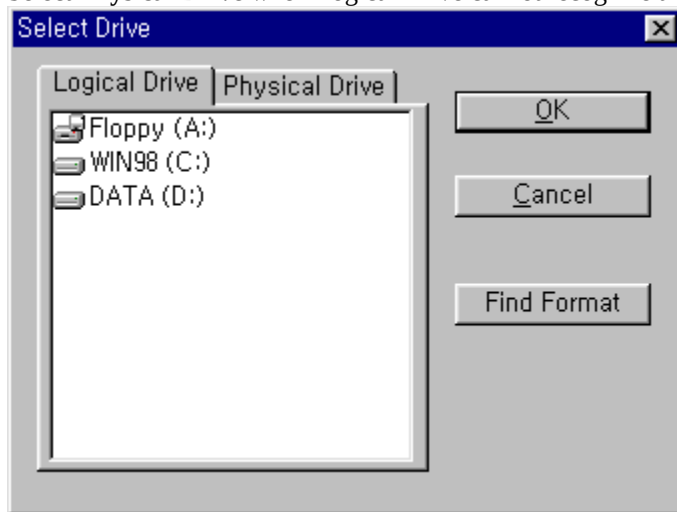 Select Drive
Logical Drive
Physical Drive
Floppy (A:)
WIN98 (C:)
DATA (D:)
OK
Cancel
Find Format